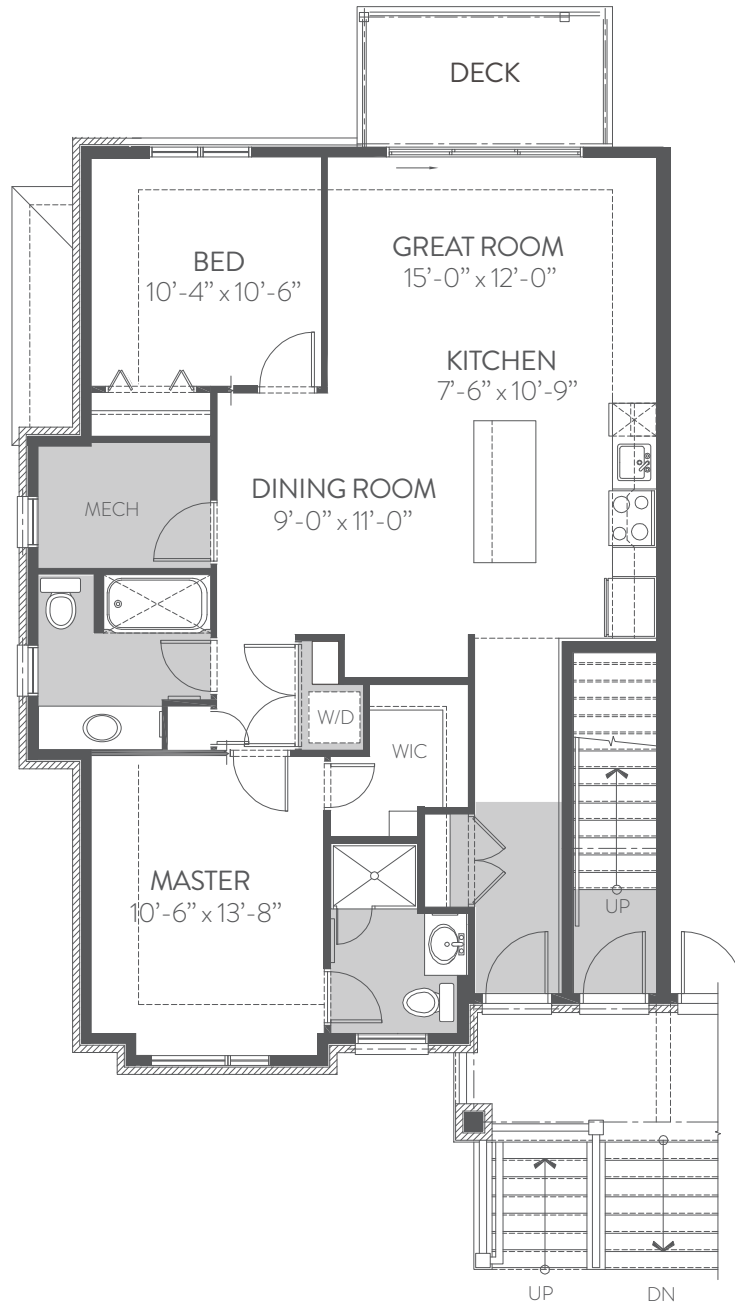 DECK
BED
10’-4” x 10’-6”
GREAT ROOM
15’-0” x 12’-0”
KITCHEN
7’-6” x 10’-9”
MECH
DINING ROOM
9’-0” x 11’-0”
W/D
WIC
MASTER
10’-6” x 13’-8”
UP
UP
DN